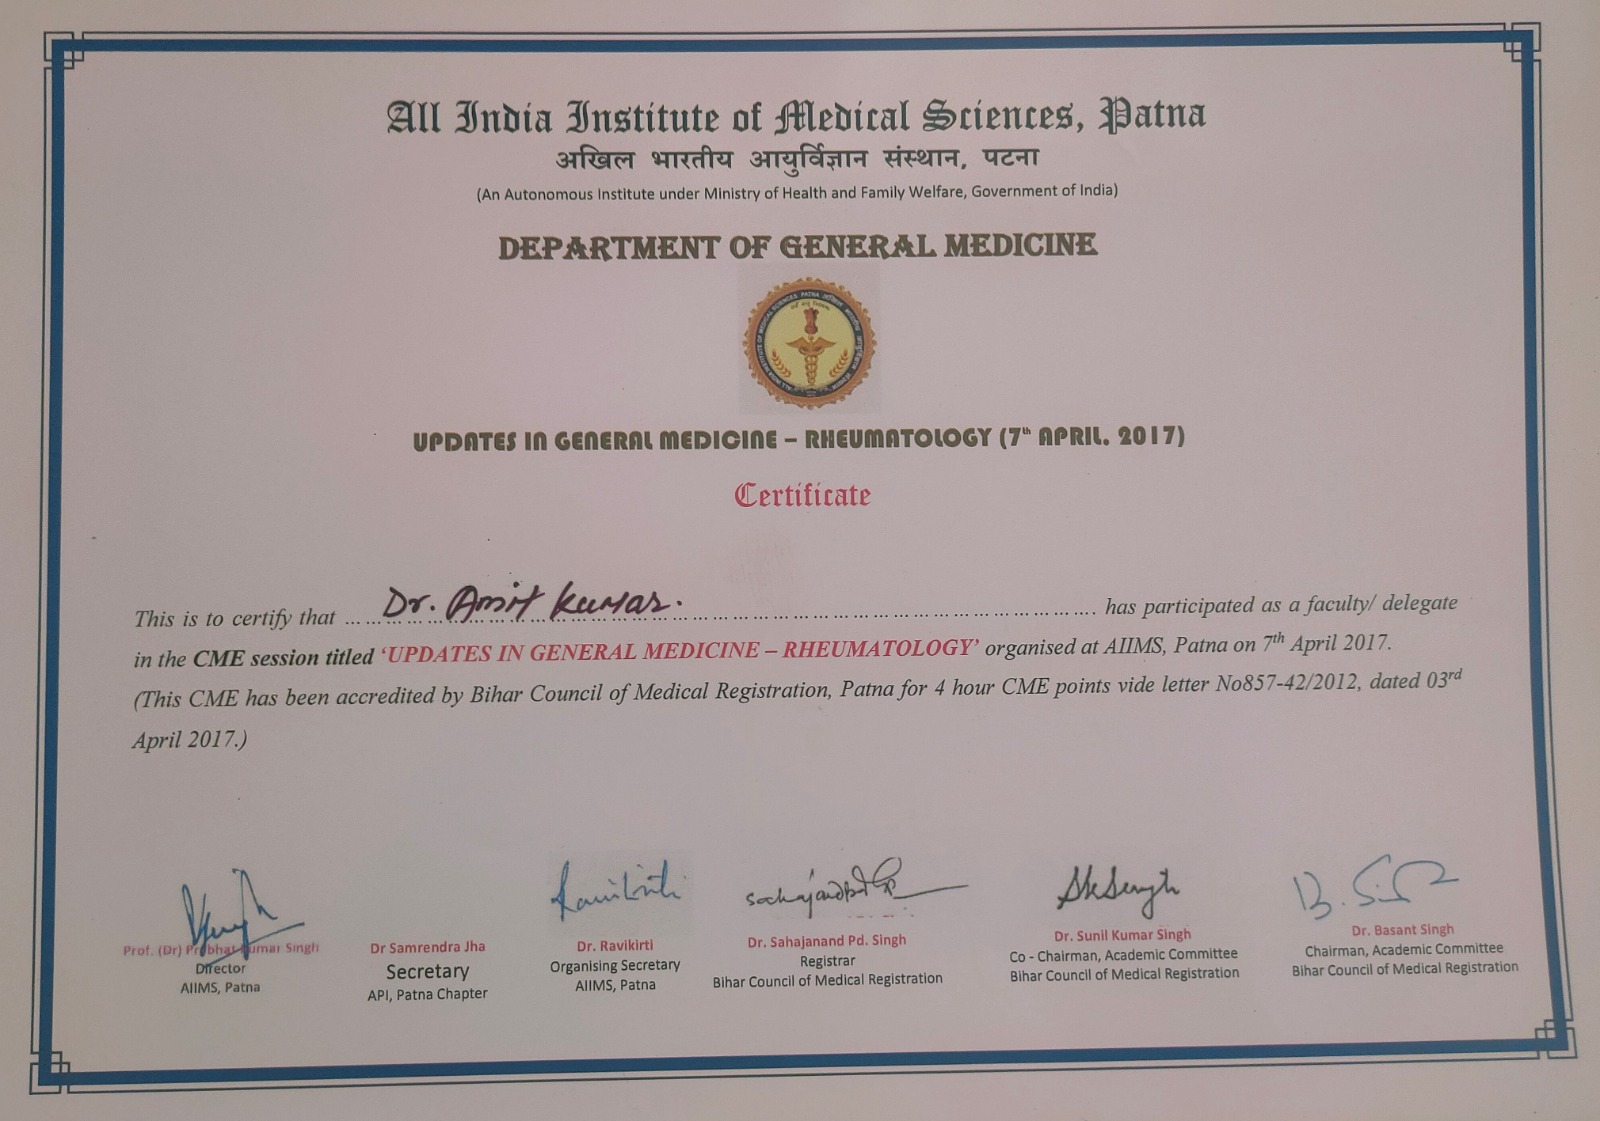 All India Institute of Medical Sciences, Patna
अखिल भारतीय आयुर्विज्ञान संस्थान, पटना
(An Autonomous Institute under Ministry of Health and Family Welfare, Government of India)
DEPARTMENT OF GENERAL MEDICINE
UPDATES IN GENERAL MEDICINE – RHEUMATOLOGY (7th APRIL. 2017)
Certificate
This is to certify that ... Dr. Amit Kumar. ... has participated as a faculty/ delegate
in the CME session titled ‘UPDATES IN GENERAL MEDICINE – RHEUMATOLOGY’ organised at AIIMS, Patna on 7th April 2017.
(This CME has been accredited by Bihar Council of Medical Registration, Patna for 4 hour CME points vide letter No857-42/2012, dated 03rd
April 2017.)
Prof. (Dr) Prabhat Kumar Singh
Director
AIIMS, Patna
Dr Samrendra Jha
Secretary
API, Patna Chapter
Ravikirti
Dr. Ravikirti
Organising Secretary
AIIMS, Patna
Dr. Sahajanand Pd. Singh
Registrar
Bihar Council of Medical Registration
SkSingh
Dr. Sunil Kumar Singh
Co - Chairman, Academic Committee
Bihar Council of Medical Registration
Dr. Basant Singh
Chairman, Academic Committee
Bihar Council of Medical Registration